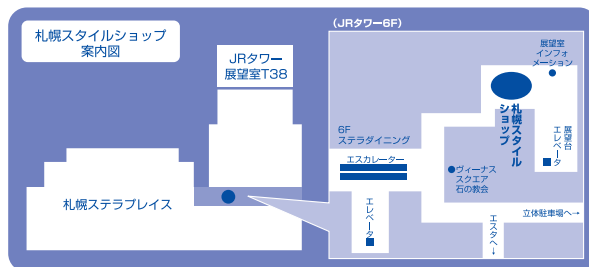 札幌スタイルショップ
案内図
JRタワー
展望室T38
札幌ステラプレイス
（JRタワー6F）
展望室
インフォ
メーション
札幌スタイル
ショップ
展望台
エレベータ
6F
ステラダイニング
エスカレーター
エレベータ
ヴィーナス
スクエア
石の教会
立体駐車場へ→
エスタへ→